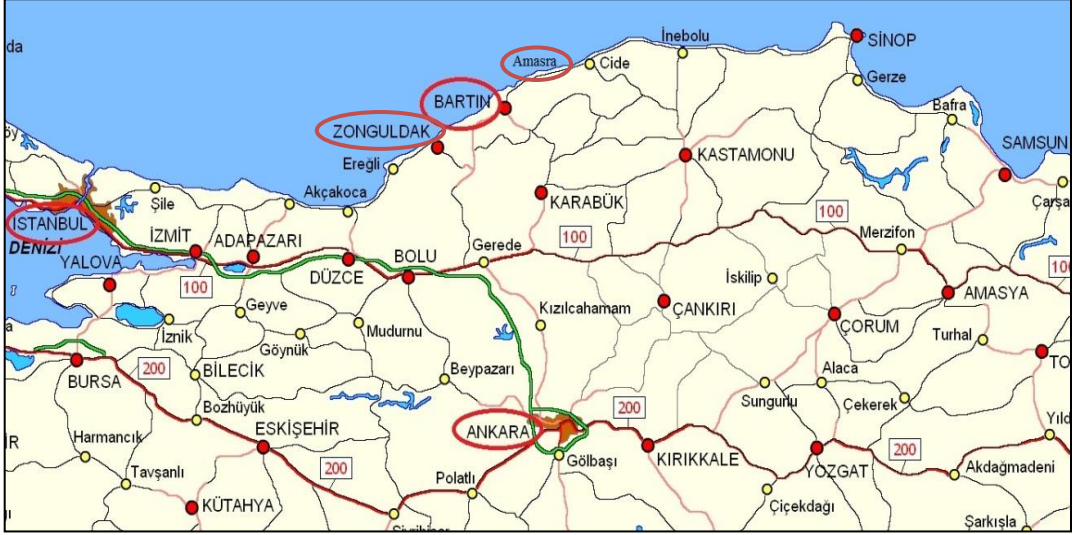 da
İnebolu
SİNOP
Amasra
Cide
Gerze
BARTIN
Bafra
ZONGULDAK
SAMSUN
KASTAMONU
Ereğli
Akçakoca
KARABÜK
Şile
Çarşa
İSTANBUL
100
İZMİT
ADAPAZARI
Merzifon
DENİZİ
Gerede
100
BOLU
YALOVA
DÜZCE
İskilip
100
AMASYA
Geyve
Kızılcahamam
ÇANKIRI
ÇORUM
İznik
Mudurnu
Turhal
Göynük
TO
200
BURSA
BİLECİK
Beypazarı
Alaca
Sungurlu
Çekerek
Bozhüyük
200
ESKİŞEHİR
ANKARA
Yıld
Harmancık
İR
KIRIKKALE
YOZGAT
200
200
Gölbaşı
Akdağmadeni
Tavşanlı
Polatlı
KÜTAHYA
Çiçekdağı
Şarkışla